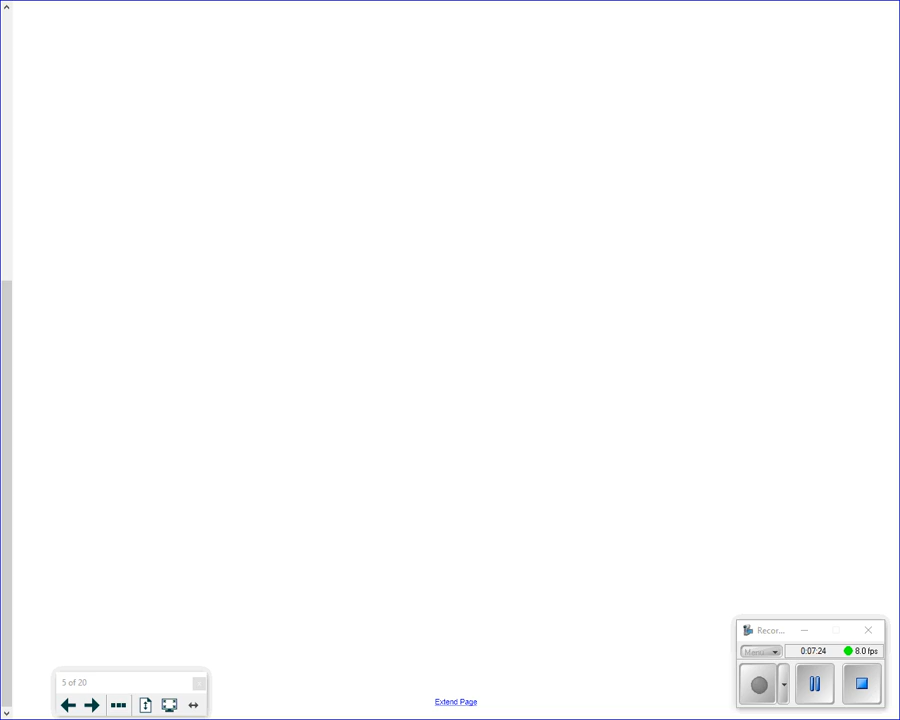 Recor...
Menu
0:07:24
8.0 fps
5 of 20
Extend Page